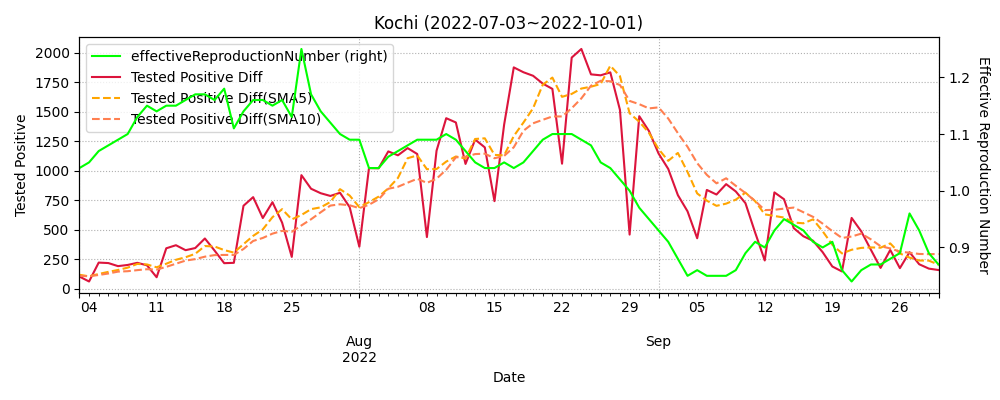 Kochi (2022-07-03~2022-10-01)
effectiveReproductionNumber (right)
Tested Positive Diff
Tested Positive Diff(SMA5)
Tested Positive Diff(SMA10)
Tested Positive
2000
1750
1500
1250
1000
750
500
250
0
1.2
1.1
1.0
0.9
Effective Reproduction Number
04 11 18 25 08 15 22 29 05 12 19 26
Aug Sep
2022
Date